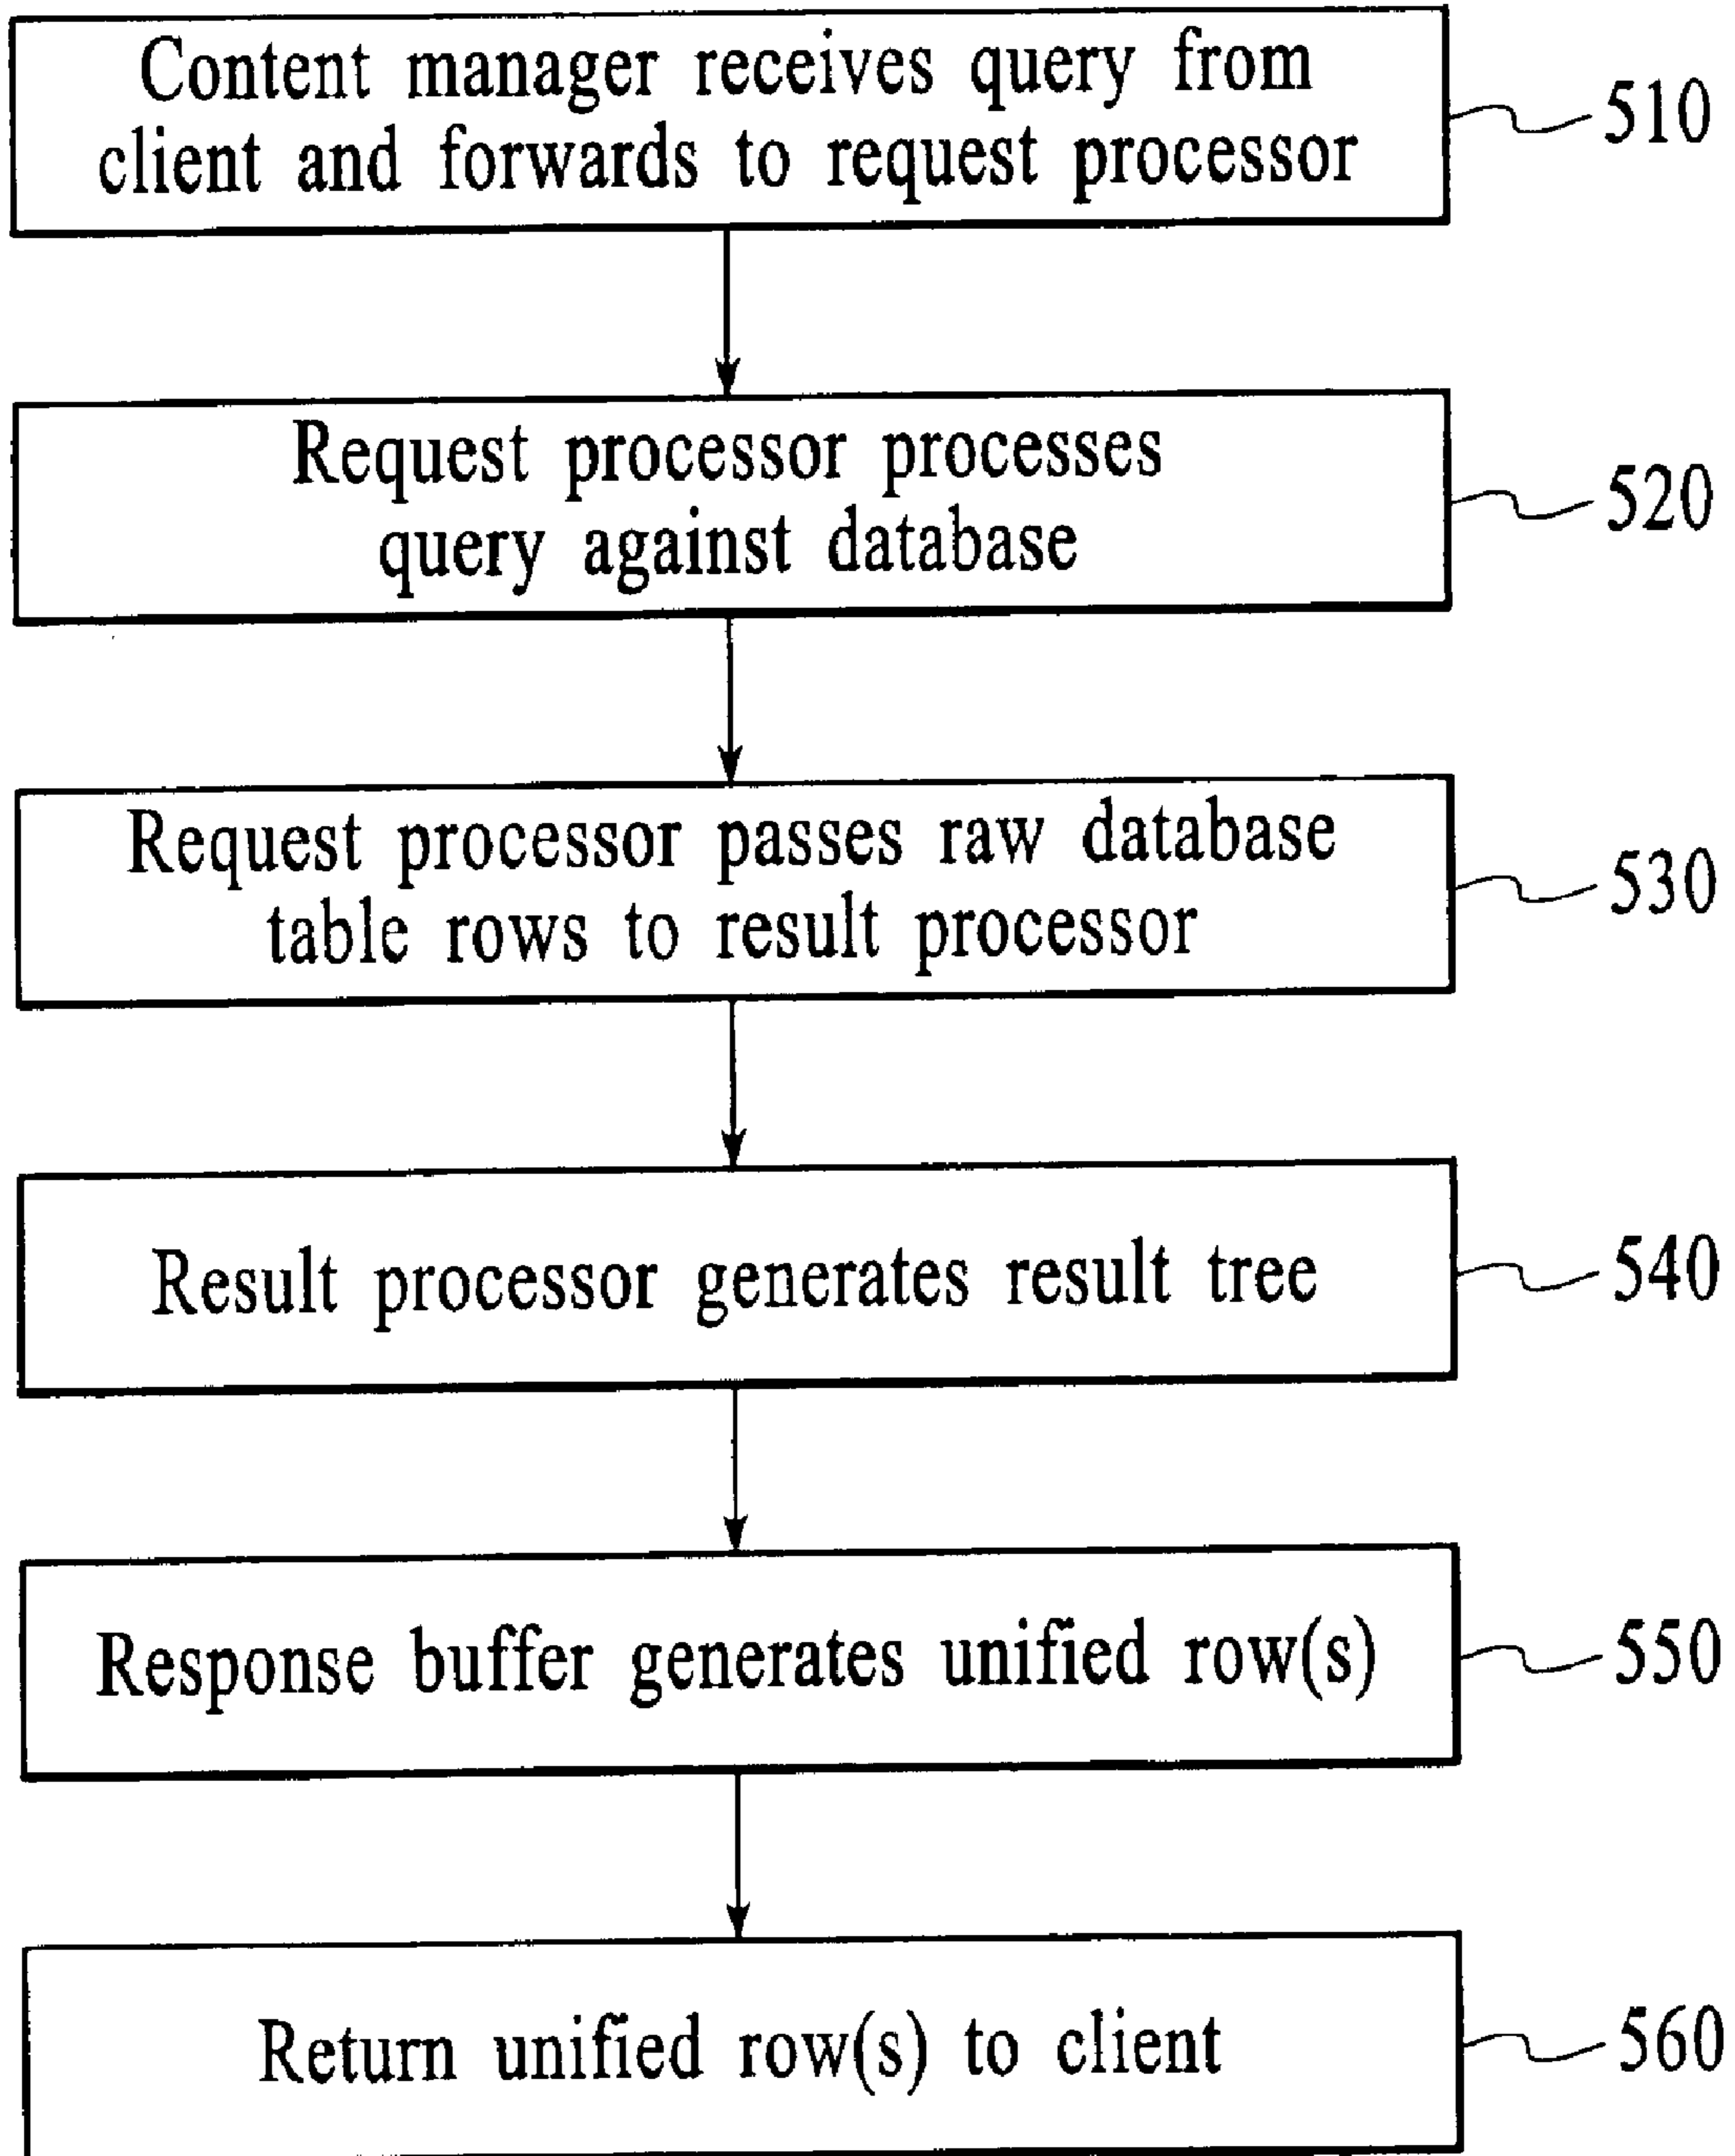 Content manager receives query from
client and forwards to request processor
510
Request processor processes
query against database
520
Request processor passes raw database
table rows to result processor
530
Result processor generates result tree
540
Response buffer generates unified row(s)
550
Return unified row(s) to client
560